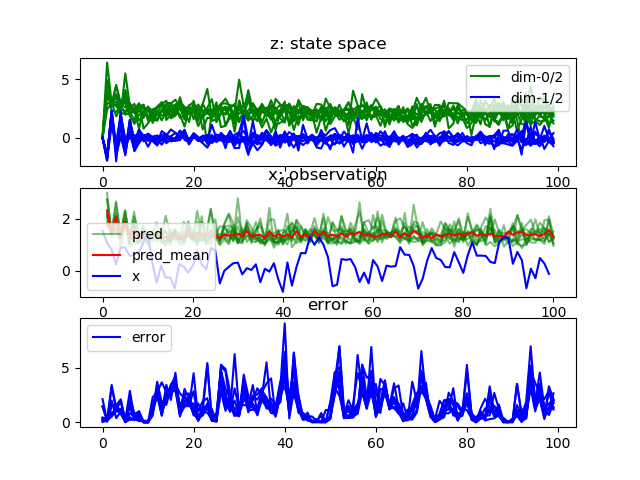 z: state space
5
0
dim-0/2
dim-1/2
0 20 40 60 80 100
x: observation
2
0
pred
pred_mean
x
0 20 40 60 80 100
error
5
0
error
0 20 40 60 80 100